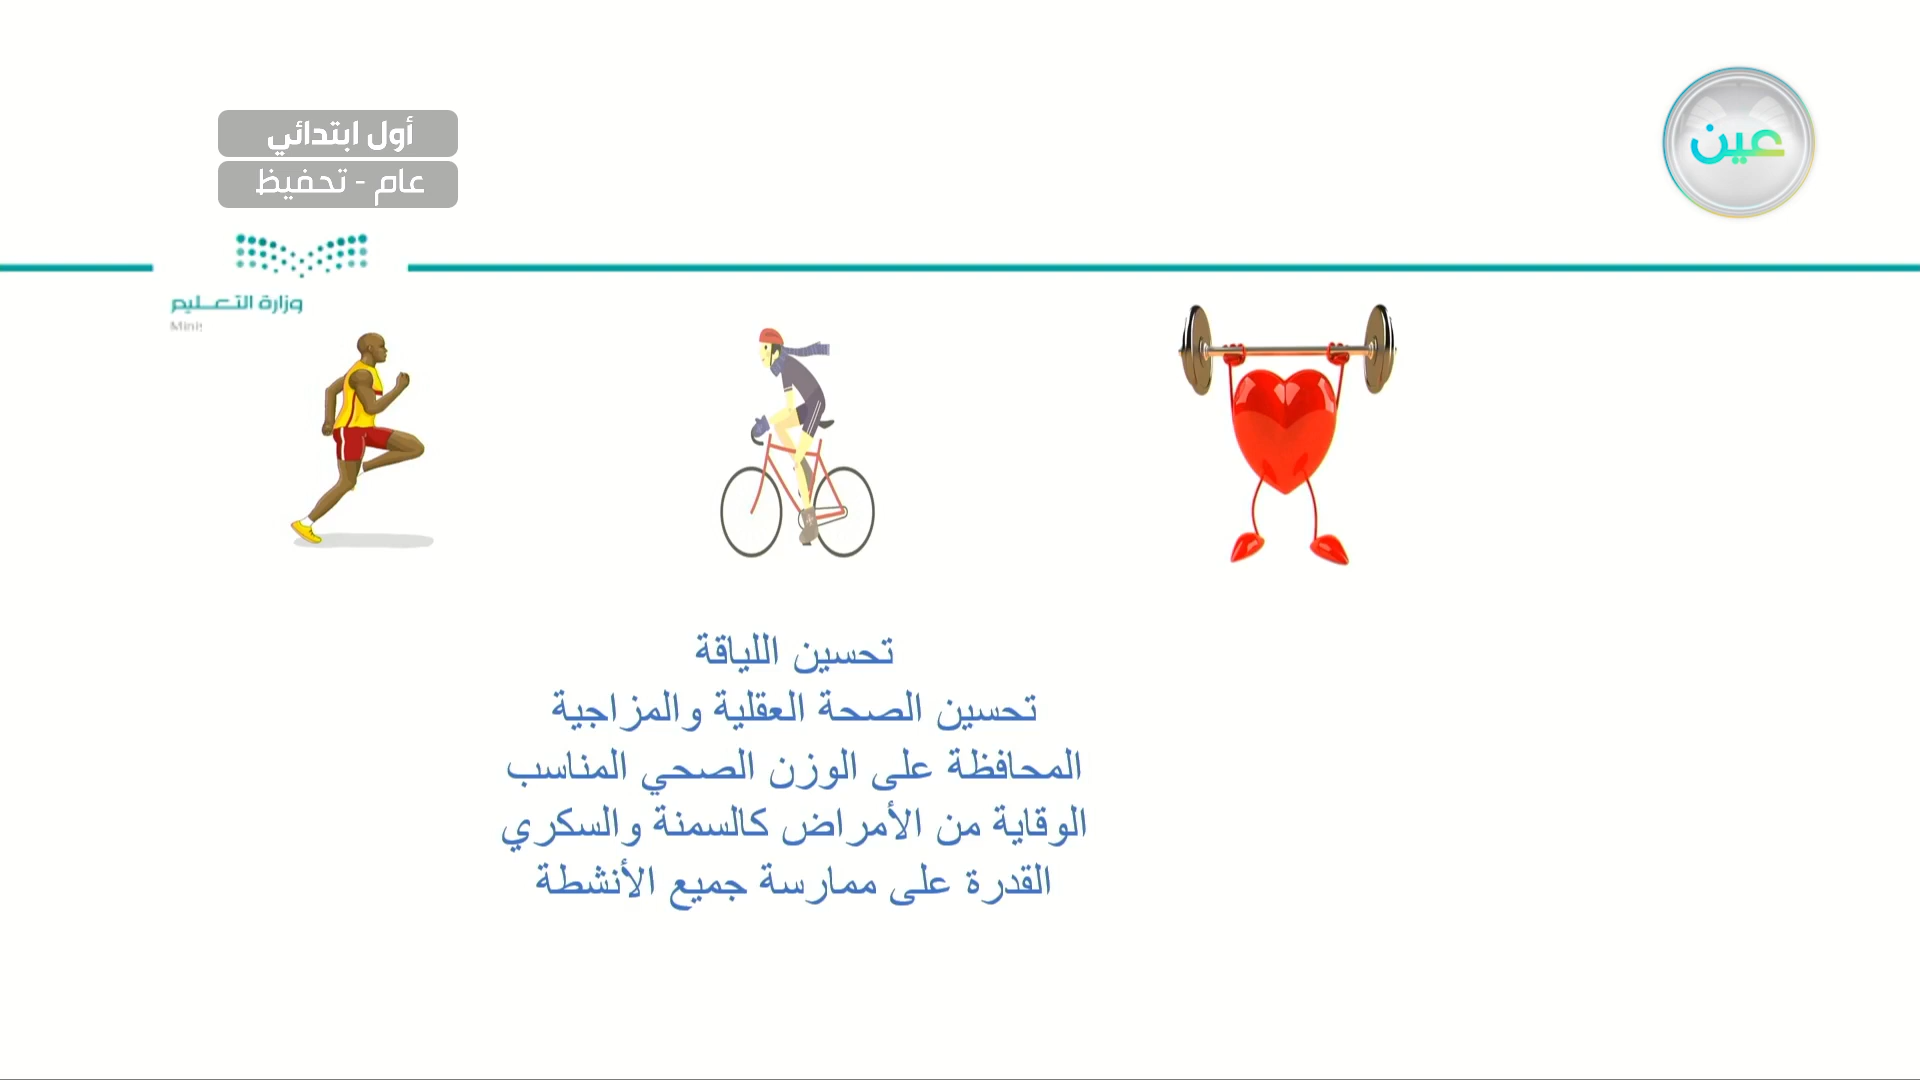 عين
أول ابتدائي
عام - تحفيظ
وزارة التعليم
تحسين اللياقة
تحسين الصحة العقلية والمزاجية
المحافظة على الوزن الصحي المناسب
الوقاية من الأمراض كالسمنة والسكري
القدرة على ممارسة جميع الأنشطة